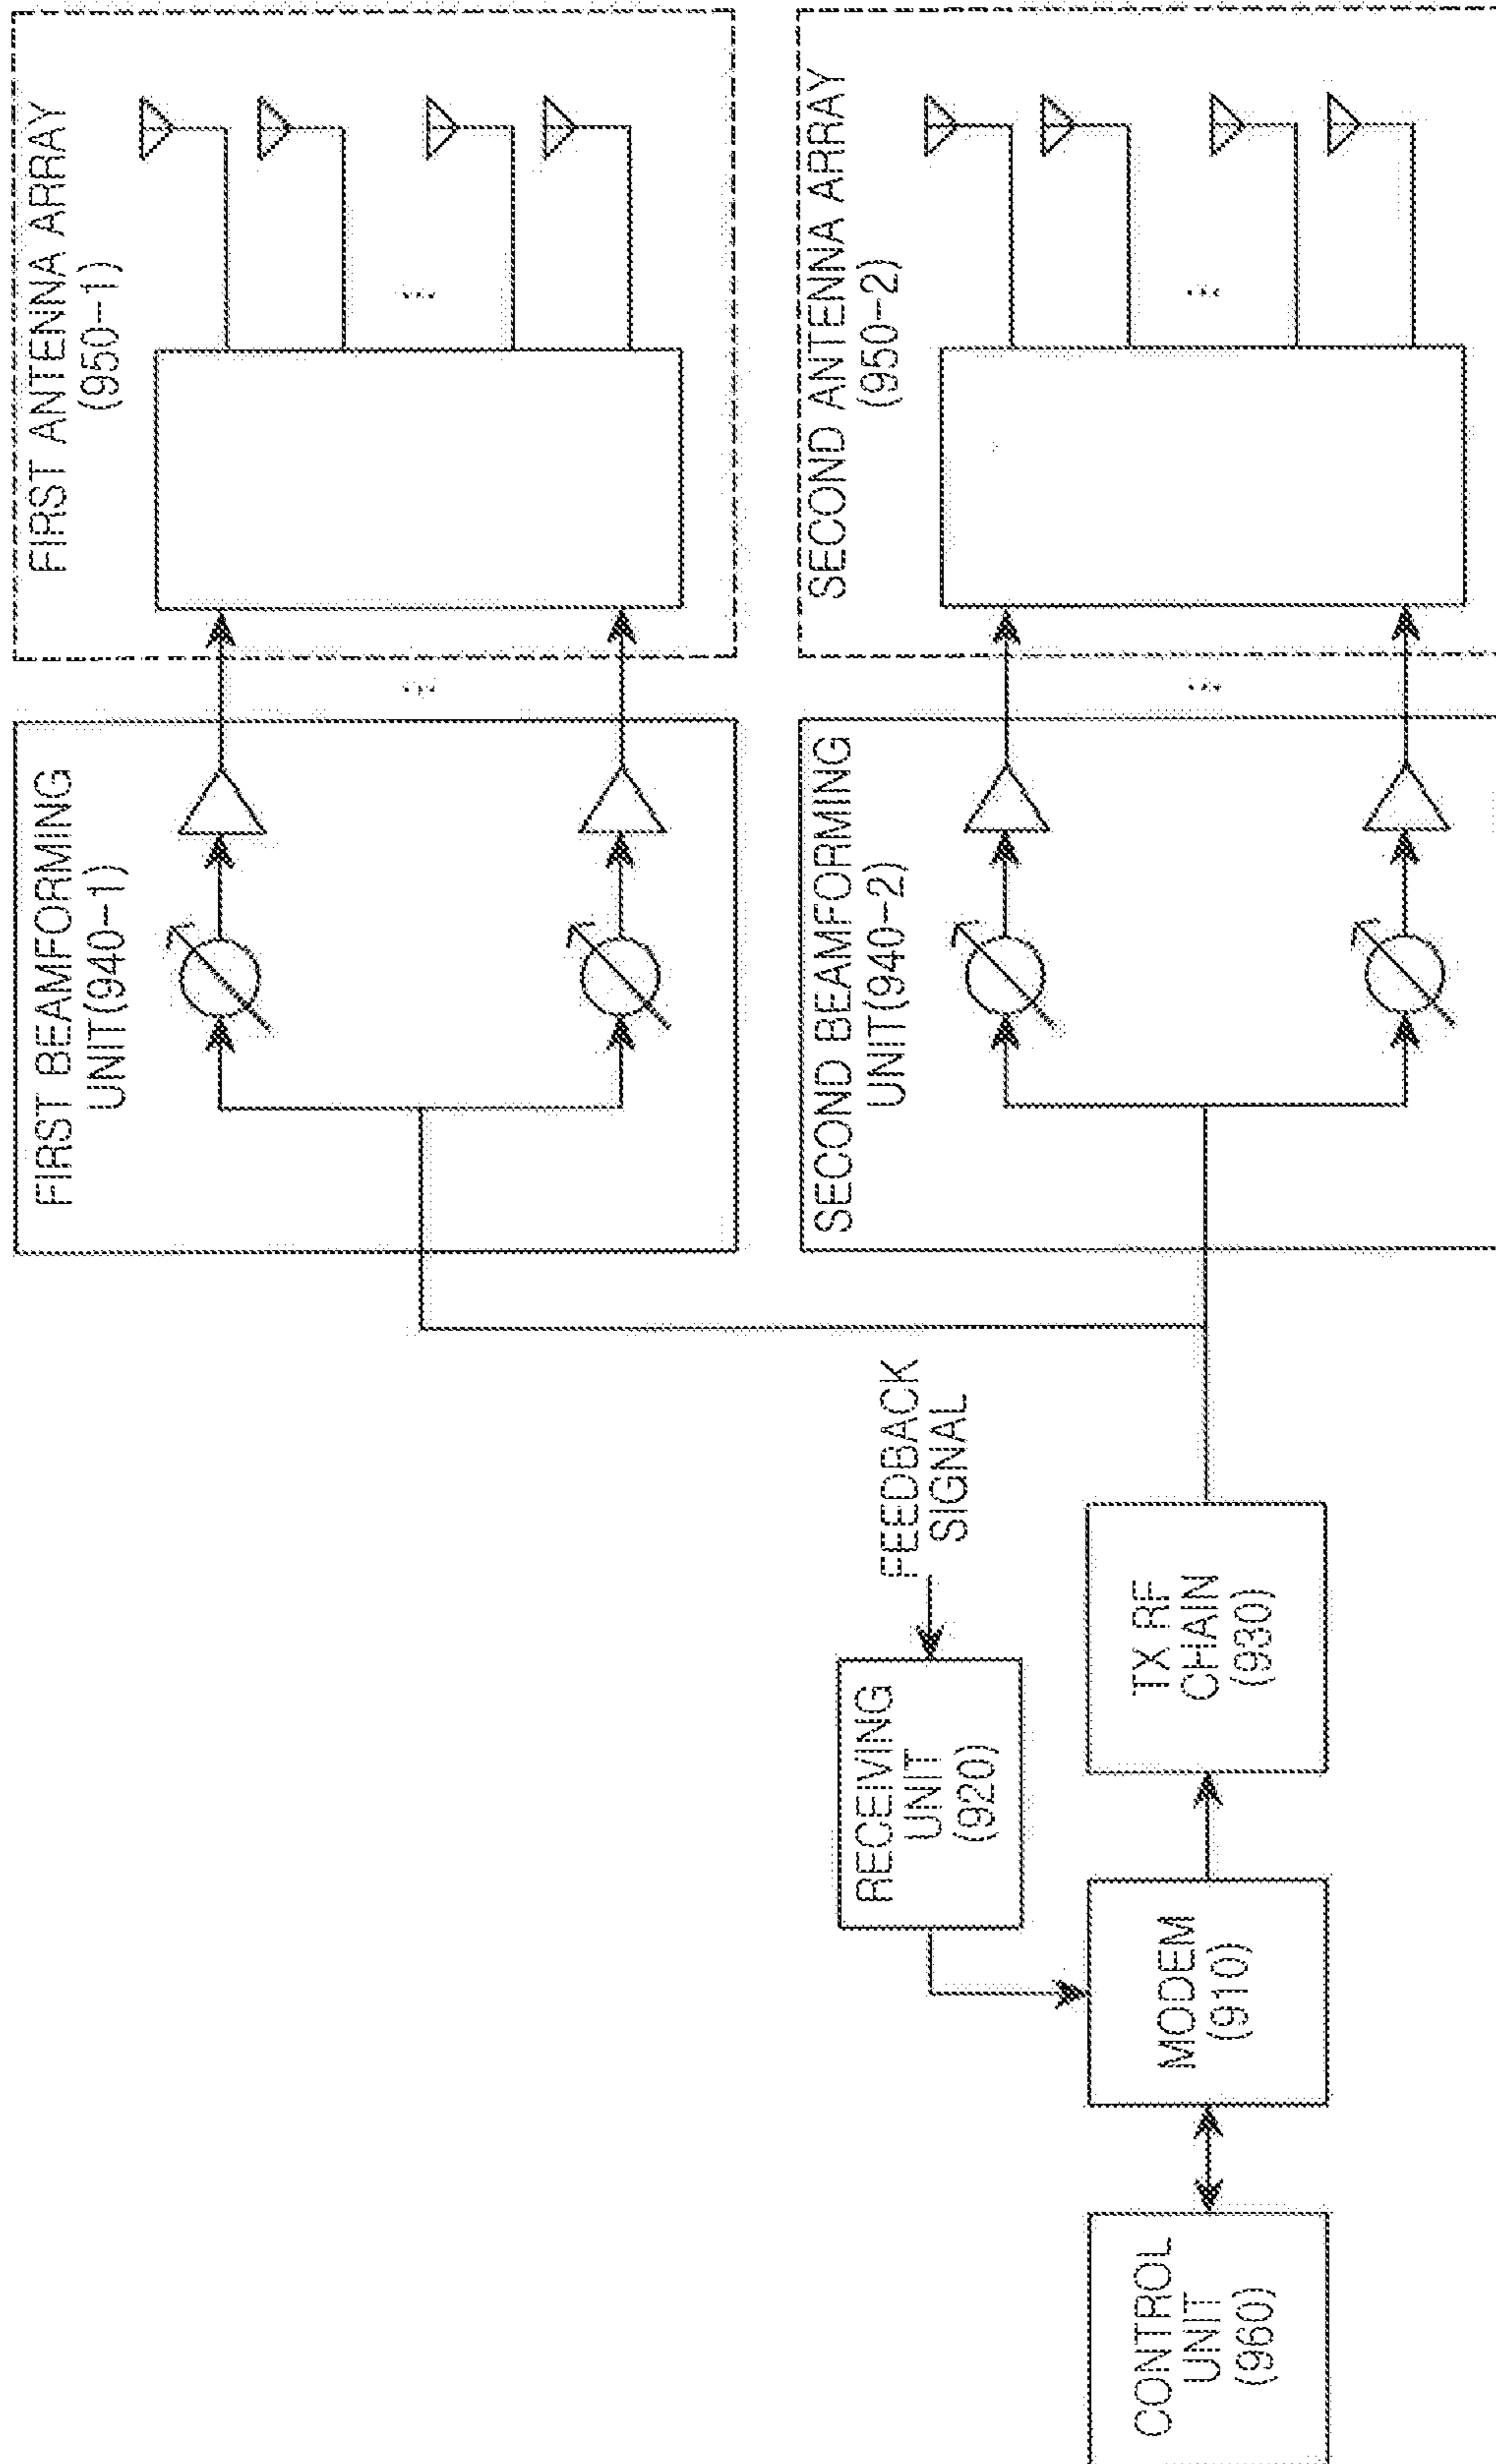 FIRST ANTENNA ARRAY
(950-1)
SECOND ANTENNA ARRAY
(950-2)
...
...
...
...
FIRST BEAMFORMING
UNIT(940-1)
SECOND BEAMFORMING
UNIT(940-2)
FEEDBACK
SIGNAL
RECEIVING
UNIT
(920)
TX RF
CHAIN
(930)
MODEM
(910)
CONTROL
UNIT
(960)